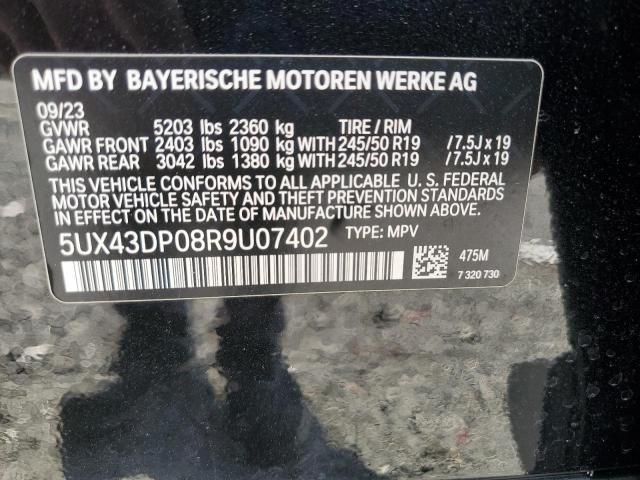 MFD BY BAYERISCHE MOTOREN WERKE AG
09/23
GVWR 5203 lbs 2360 kg TIRE / RIM
GAWR FRONT 2403 lbs 1090 kg WITH 245/50 R19 / 7.5J x 19
GAWR REAR 3042 lbs 1380 kg WITH 245/50 R19 / 7.5J x 19
THIS VEHICLE CONFORMS TO ALL APPLICABLE U. S. FEDERAL
MOTOR VEHICLE SAFETY AND THEFT PREVENTION STANDARDS
IN EFFECT ON THE DATE OF MANUFACTURE SHOWN ABOVE.
5UX43DP08R9U07402 TYPE: MPV
475M
7 320 730